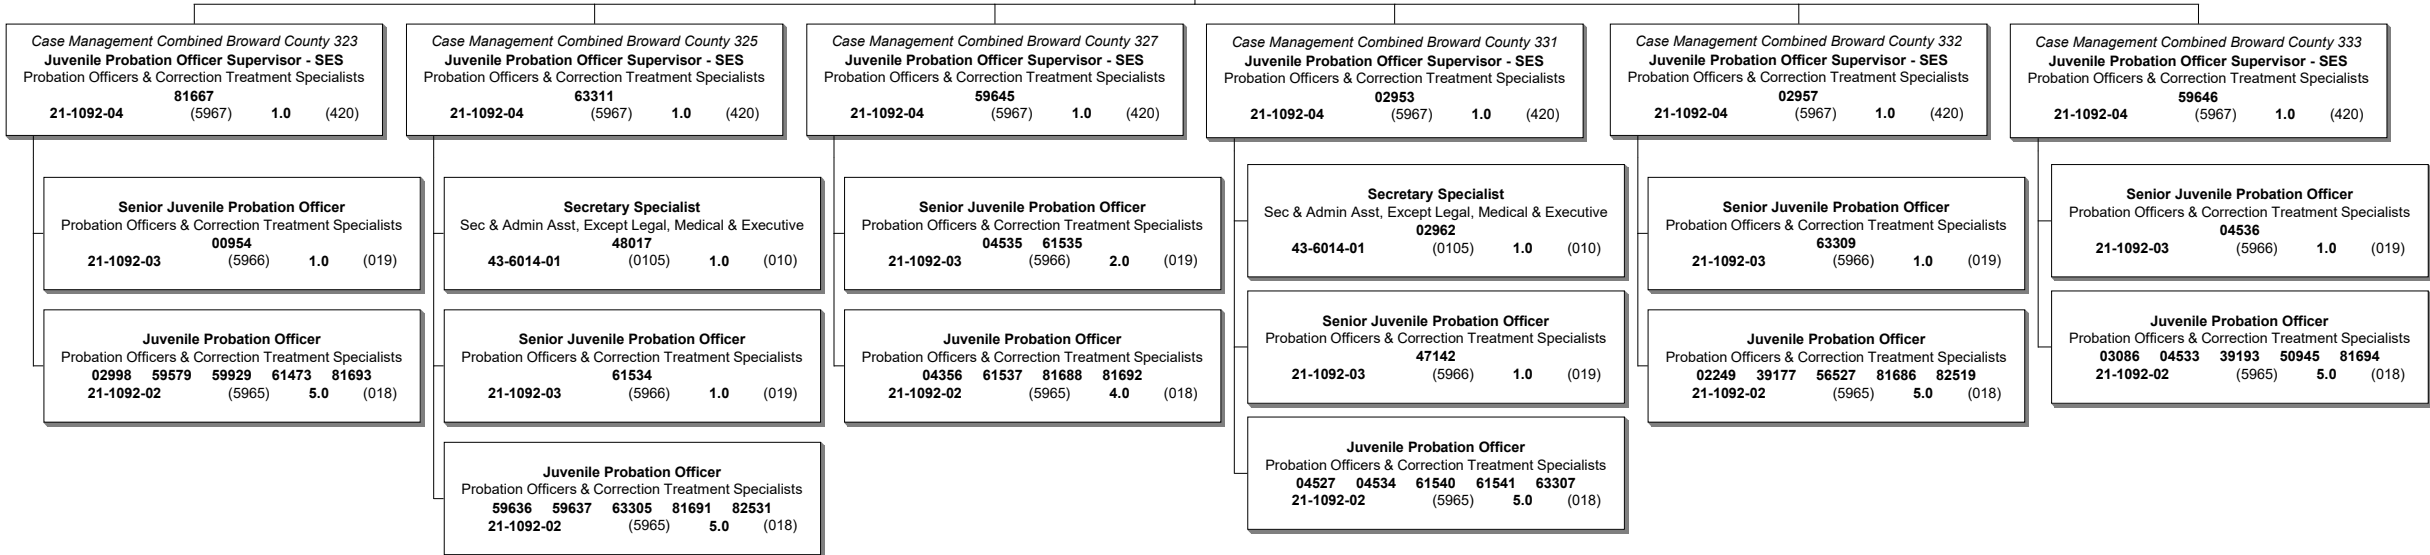 Case Management Combined Broward County 323
Juvenile Probation Officer Supervisor - SES
Probation Officers & Correction Treatment Specialists
81667
21-1092-04 (5967) 1.0 (420)
Senior Juvenile Probation Officer
Probation Officers & Correction Treatment Specialists
00954
21-1092-03 (5966) 1.0 (019)
Juvenile Probation Officer
Probation Officers & Correction Treatment Specialists
02998 59579 59929 61473 81693
21-1092-02 (5965) 5.0 (018)
Case Management Combined Broward County 325
Juvenile Probation Officer Supervisor - SES
Probation Officers & Correction Treatment Specialists
63311
21-1092-04 (5967) 1.0 (420)
Secretary Specialist
Sec & Admin Asst, Except Legal, Medical & Executive
48017
43-6014-01 (0105) 1.0 (010)
Senior Juvenile Probation Officer
Probation Officers & Correction Treatment Specialists
61534
21-1092-03 (5966) 1.0 (019)
Juvenile Probation Officer
Probation Officers & Correction Treatment Specialists
59636 59637 63305 81691 82531
21-1092-02 (5965) 5.0 (018)
Case Management Combined Broward County 327
Juvenile Probation Officer Supervisor - SES
Probation Officers & Correction Treatment Specialists
59645
21-1092-04 (5967) 1.0 (420)
Senior Juvenile Probation Officer
Probation Officers & Correction Treatment Specialists
04535 61535
21-1092-03 (5966) 2.0 (019)
Juvenile Probation Officer
Probation Officers & Correction Treatment Specialists
04356 61537 81688 81692
21-1092-02 (5965) 4.0 (018)
Case Management Combined Broward County 331
Juvenile Probation Officer Supervisor - SES
Probation Officers & Correction Treatment Specialists
02953
21-1092-04 (5967) 1.0 (420)
Secretary Specialist
Sec & Admin Asst, Except Legal, Medical & Executive
02962
43-6014-01 (0105) 1.0 (010)
Senior Juvenile Probation Officer
Probation Officers & Correction Treatment Specialists
47142
21-1092-03 (5966) 1.0 (019)
Juvenile Probation Officer
Probation Officers & Correction Treatment Specialists
04527 04534 61540 61541 63307
21-1092-02 (5965) 5.0 (018)
Case Management Combined Broward County 332
Juvenile Probation Officer Supervisor - SES
Probation Officers & Correction Treatment Specialists
02957
21-1092-04 (5967) 1.0 (420)
Senior Juvenile Probation Officer
Probation Officers & Correction Treatment Specialists
63309
21-1092-03 (5966) 1.0 (019)
Juvenile Probation Officer
Probation Officers & Correction Treatment Specialists
02249 39177 56527 81686 82519
21-1092-02 (5965) 5.0 (018)
Case Management Combined Broward County 333
Juvenile Probation Officer Supervisor - SES
Probation Officers & Correction Treatment Specialists
59646
21-1092-04 (5967) 1.0 (420)
Senior Juvenile Probation Officer
Probation Officers & Correction Treatment Specialists
04536
21-1092-03 (5966) 1.0 (019)
Juvenile Probation Officer
Probation Officers & Correction Treatment Specialists
03086 04533 39193 50945 81694
21-1092-02 (5965) 5.0 (018)